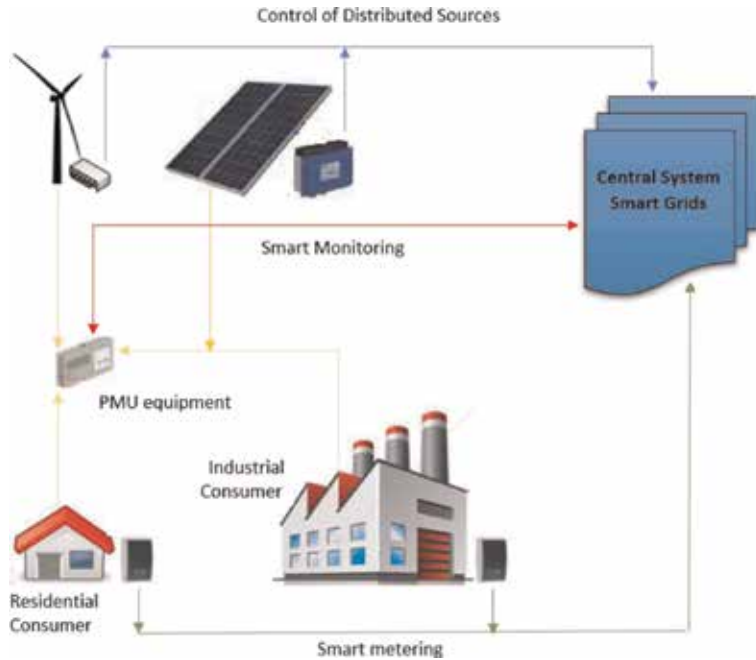 Control of Distributed Sources
Central System
Smart Grids
Smart Monitoring
PMU equipment
Industrial
Consumer
Residential
Consumer
Smart metering